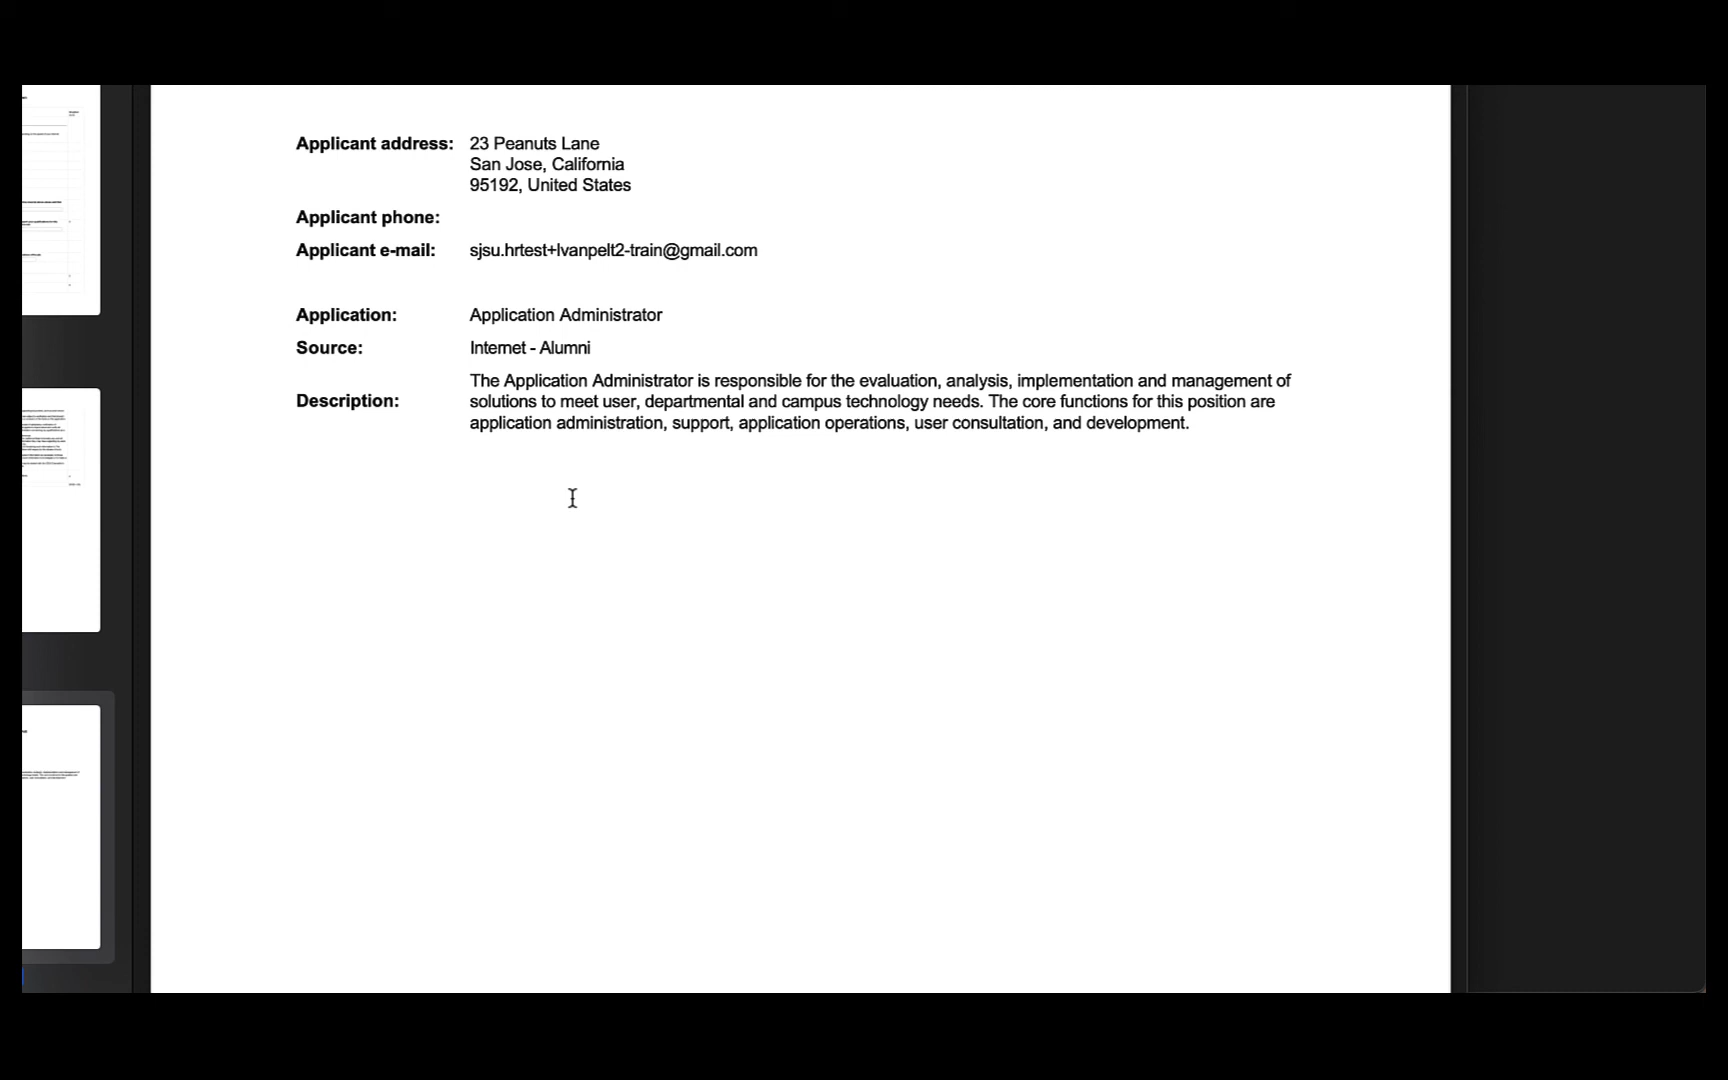 Applicant address: 23 Peanuts Lane
San Jose, California
95192, United States
Applicant phone:
Applicant e-mail: sjsu.hrtest+lvanpelt2-train@gmail.com
Application: Application Administrator
Source: Internet - Alumni
The Application Administrator is responsible for the evaluation, analysis, implementation and management of
Description: solutions to meet user, departmental and campus technology needs. The core functions for this position are
application administration, support, application operations, user consultation, and development.